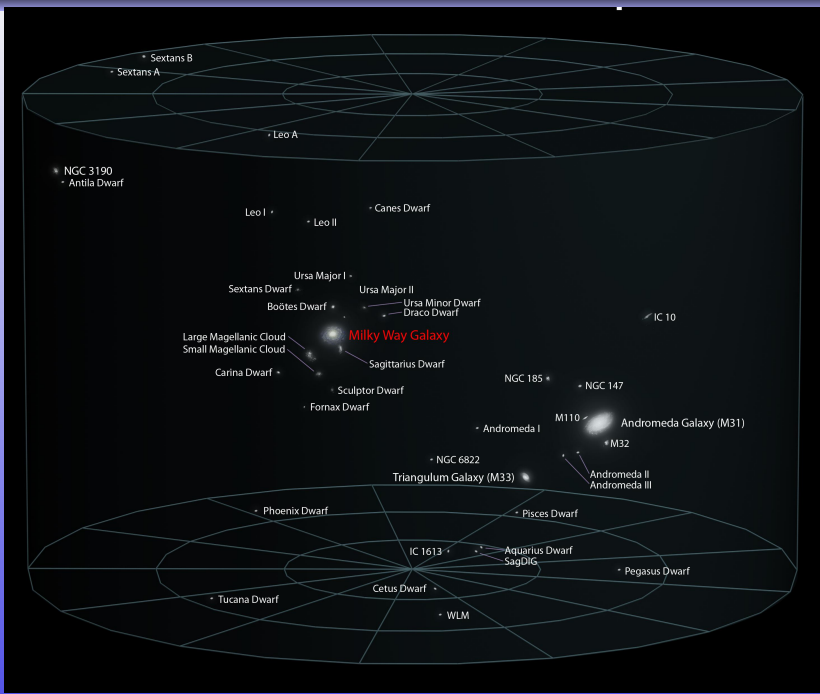 Sextans B
Sextans A
Leo A
NGC 3190
Antila Dwarf
Canes Dwarf
Leo I
Leo II
Ursa Major I
Sextans Dwarf
Ursa Major II
Ursa Minor Dwarf
Boötes Dwarf
Draco Dwarf
IC 10
Milky Way Galaxy
Large Magellanic Cloud
Small Magellanic Cloud
Sagittarius Dwarf
Carina Dwarf
NGC 185
NGC 147
Sculptor Dwarf
Fornax Dwarf
M110
Andromeda Galaxy (M31)
Andromeda I
M32
NGC 6822
Andromeda II
Triangulum Galaxy (M33)
Andromeda III
Phoenix Dwarf
Pisces Dwarf
IC 1613
Aquarius Dwarf
SagDIG
Pegasus Dwarf
Cetus Dwarf
Tucana Dwarf
WLM